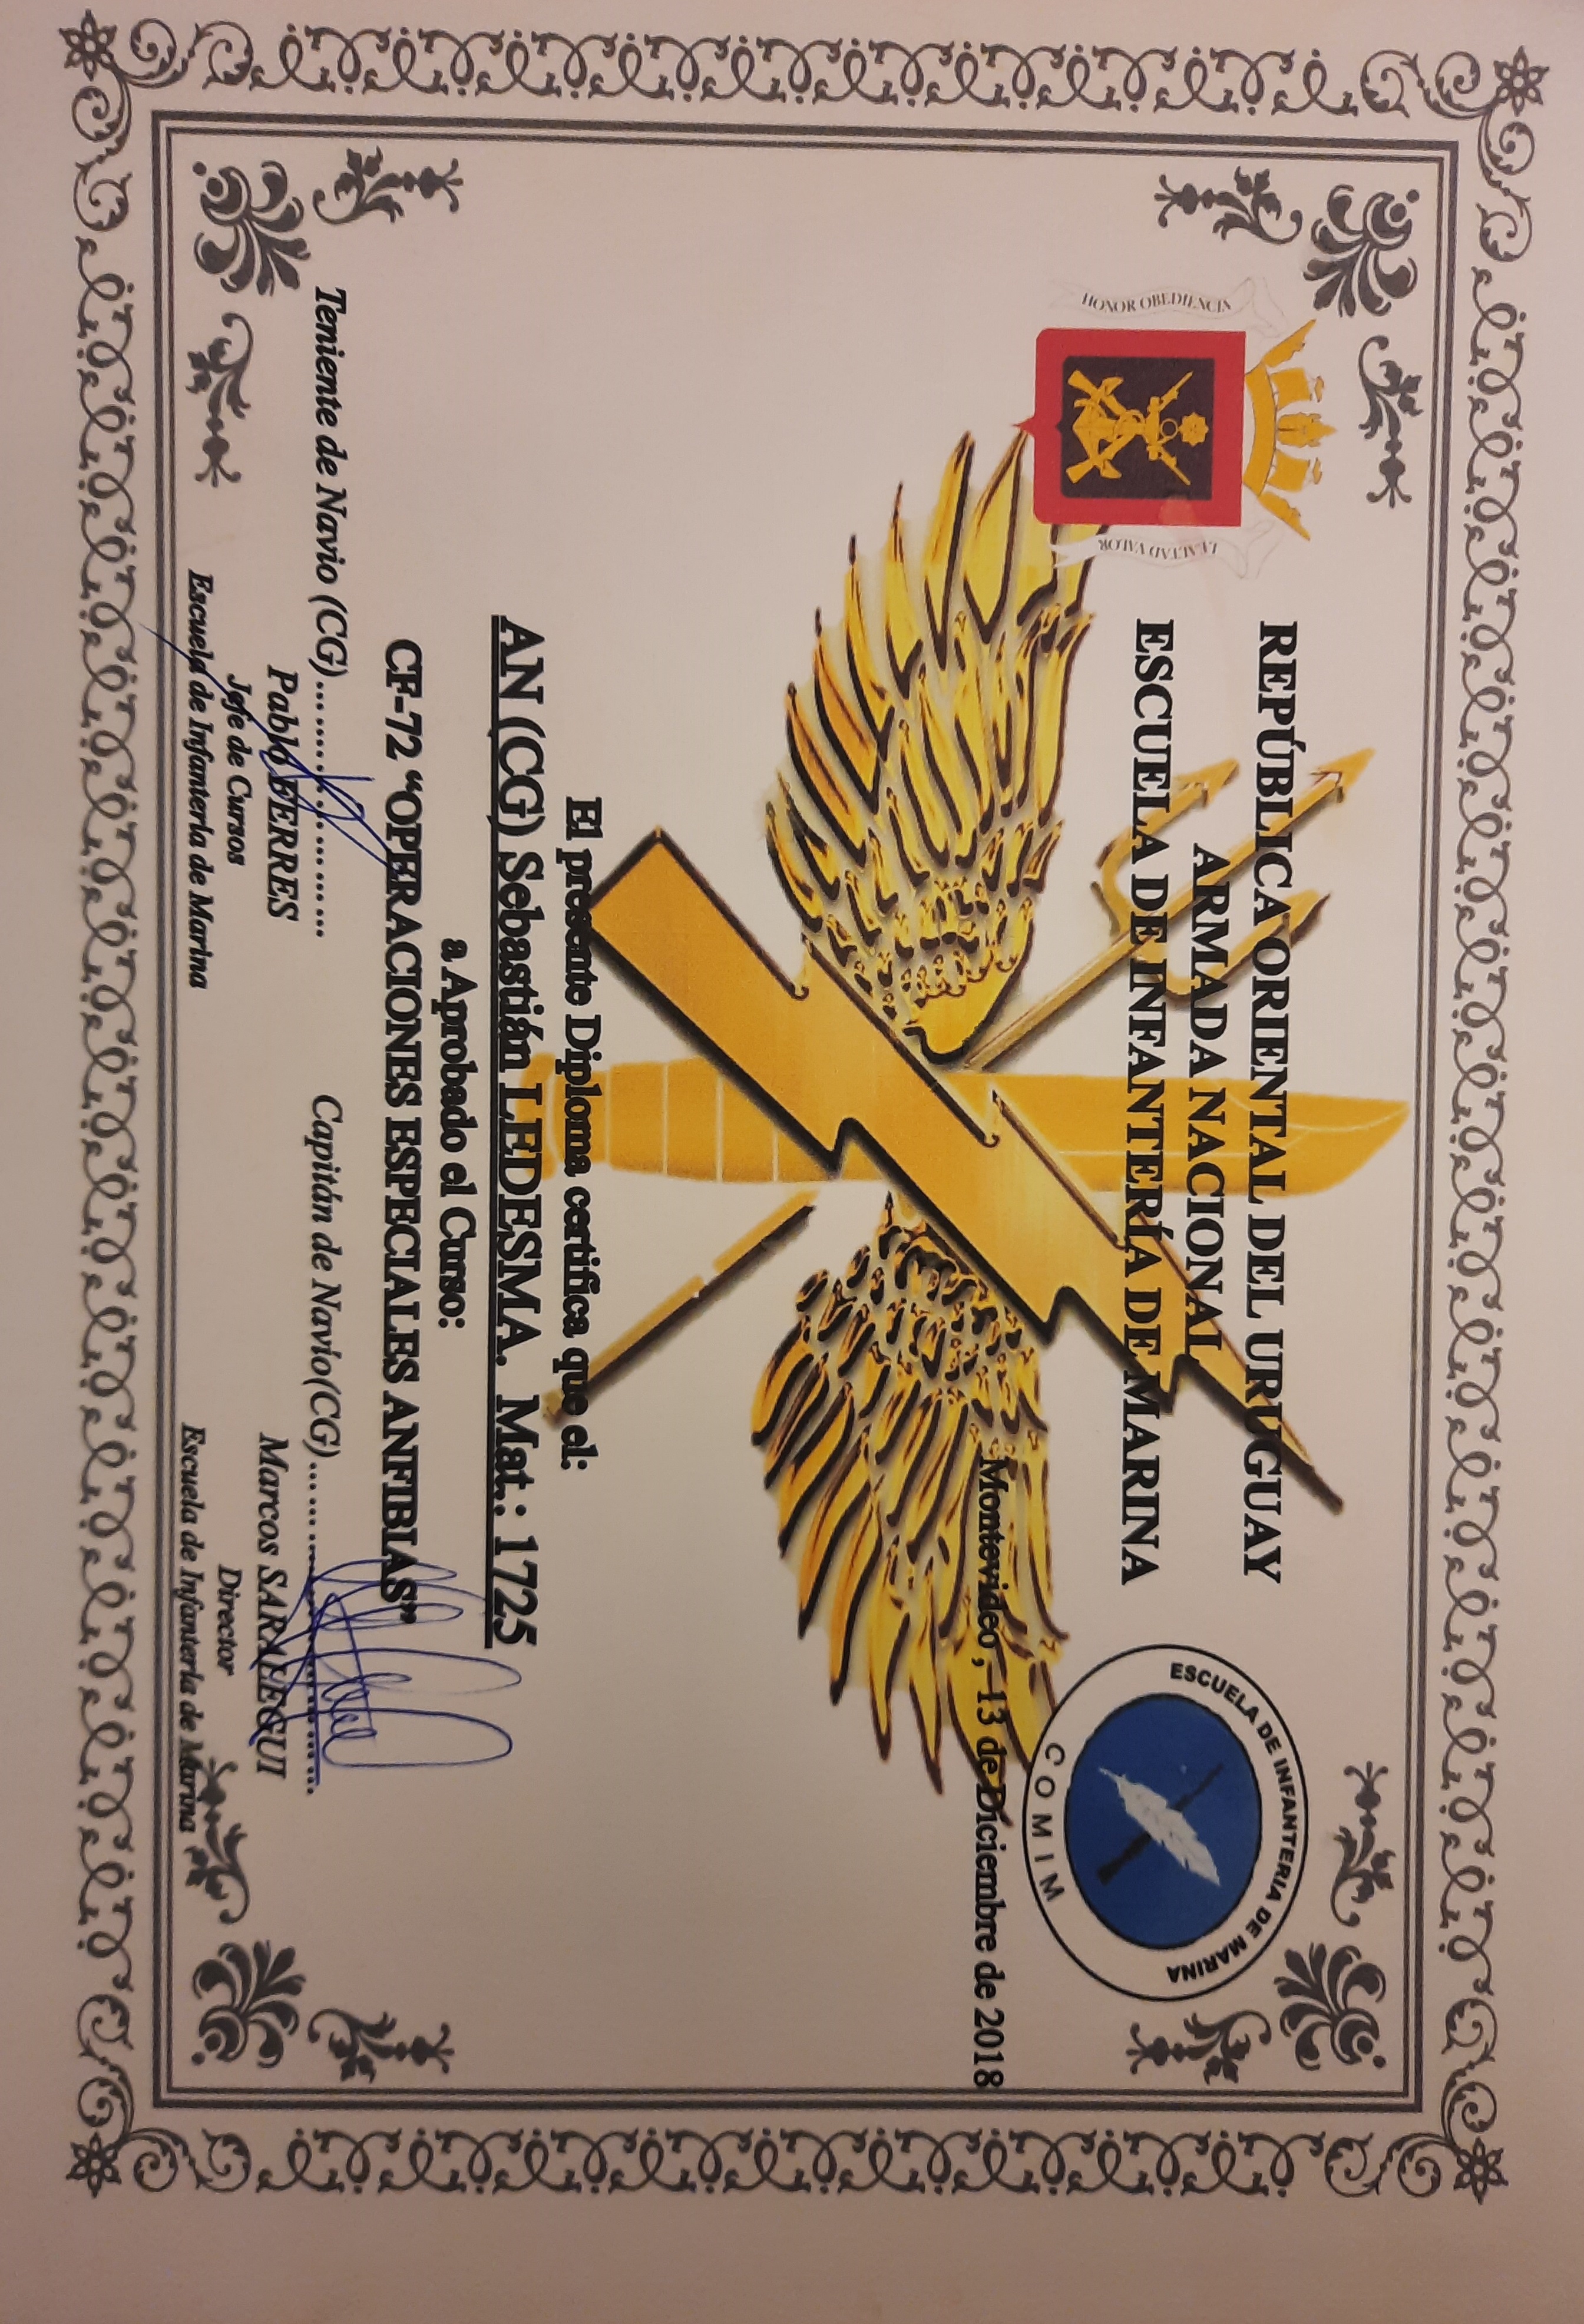 REPÚBLICA ORIENTAL DEL URUGUAY
ARMADA NACIONAL
ESCUELA DE INFANTERÍA DE MARINA
HONOR OBEDIENCIA
LEALTAD VALOR
ESCUELA DE INFANTERIA DE MARINA
COMIM
Montevideo , 13 de Diciembre de 2018
El presente Diploma certifica que el:
AN (CG) Sebastián LEDESMA. Mat.: 1725
a Aprobado el Curso:
CF-72 “OPERACIONES ESPECIALES ANFIBIAS”
Teniente de Navio (CG)........................
Pablo FERRES
Jefe de Cursos
Escuela de Infantería de Marina
Capitán de Navío(CG)..............................
Marcos SARALEGUI
Director
Escuela de Infantería de Marina